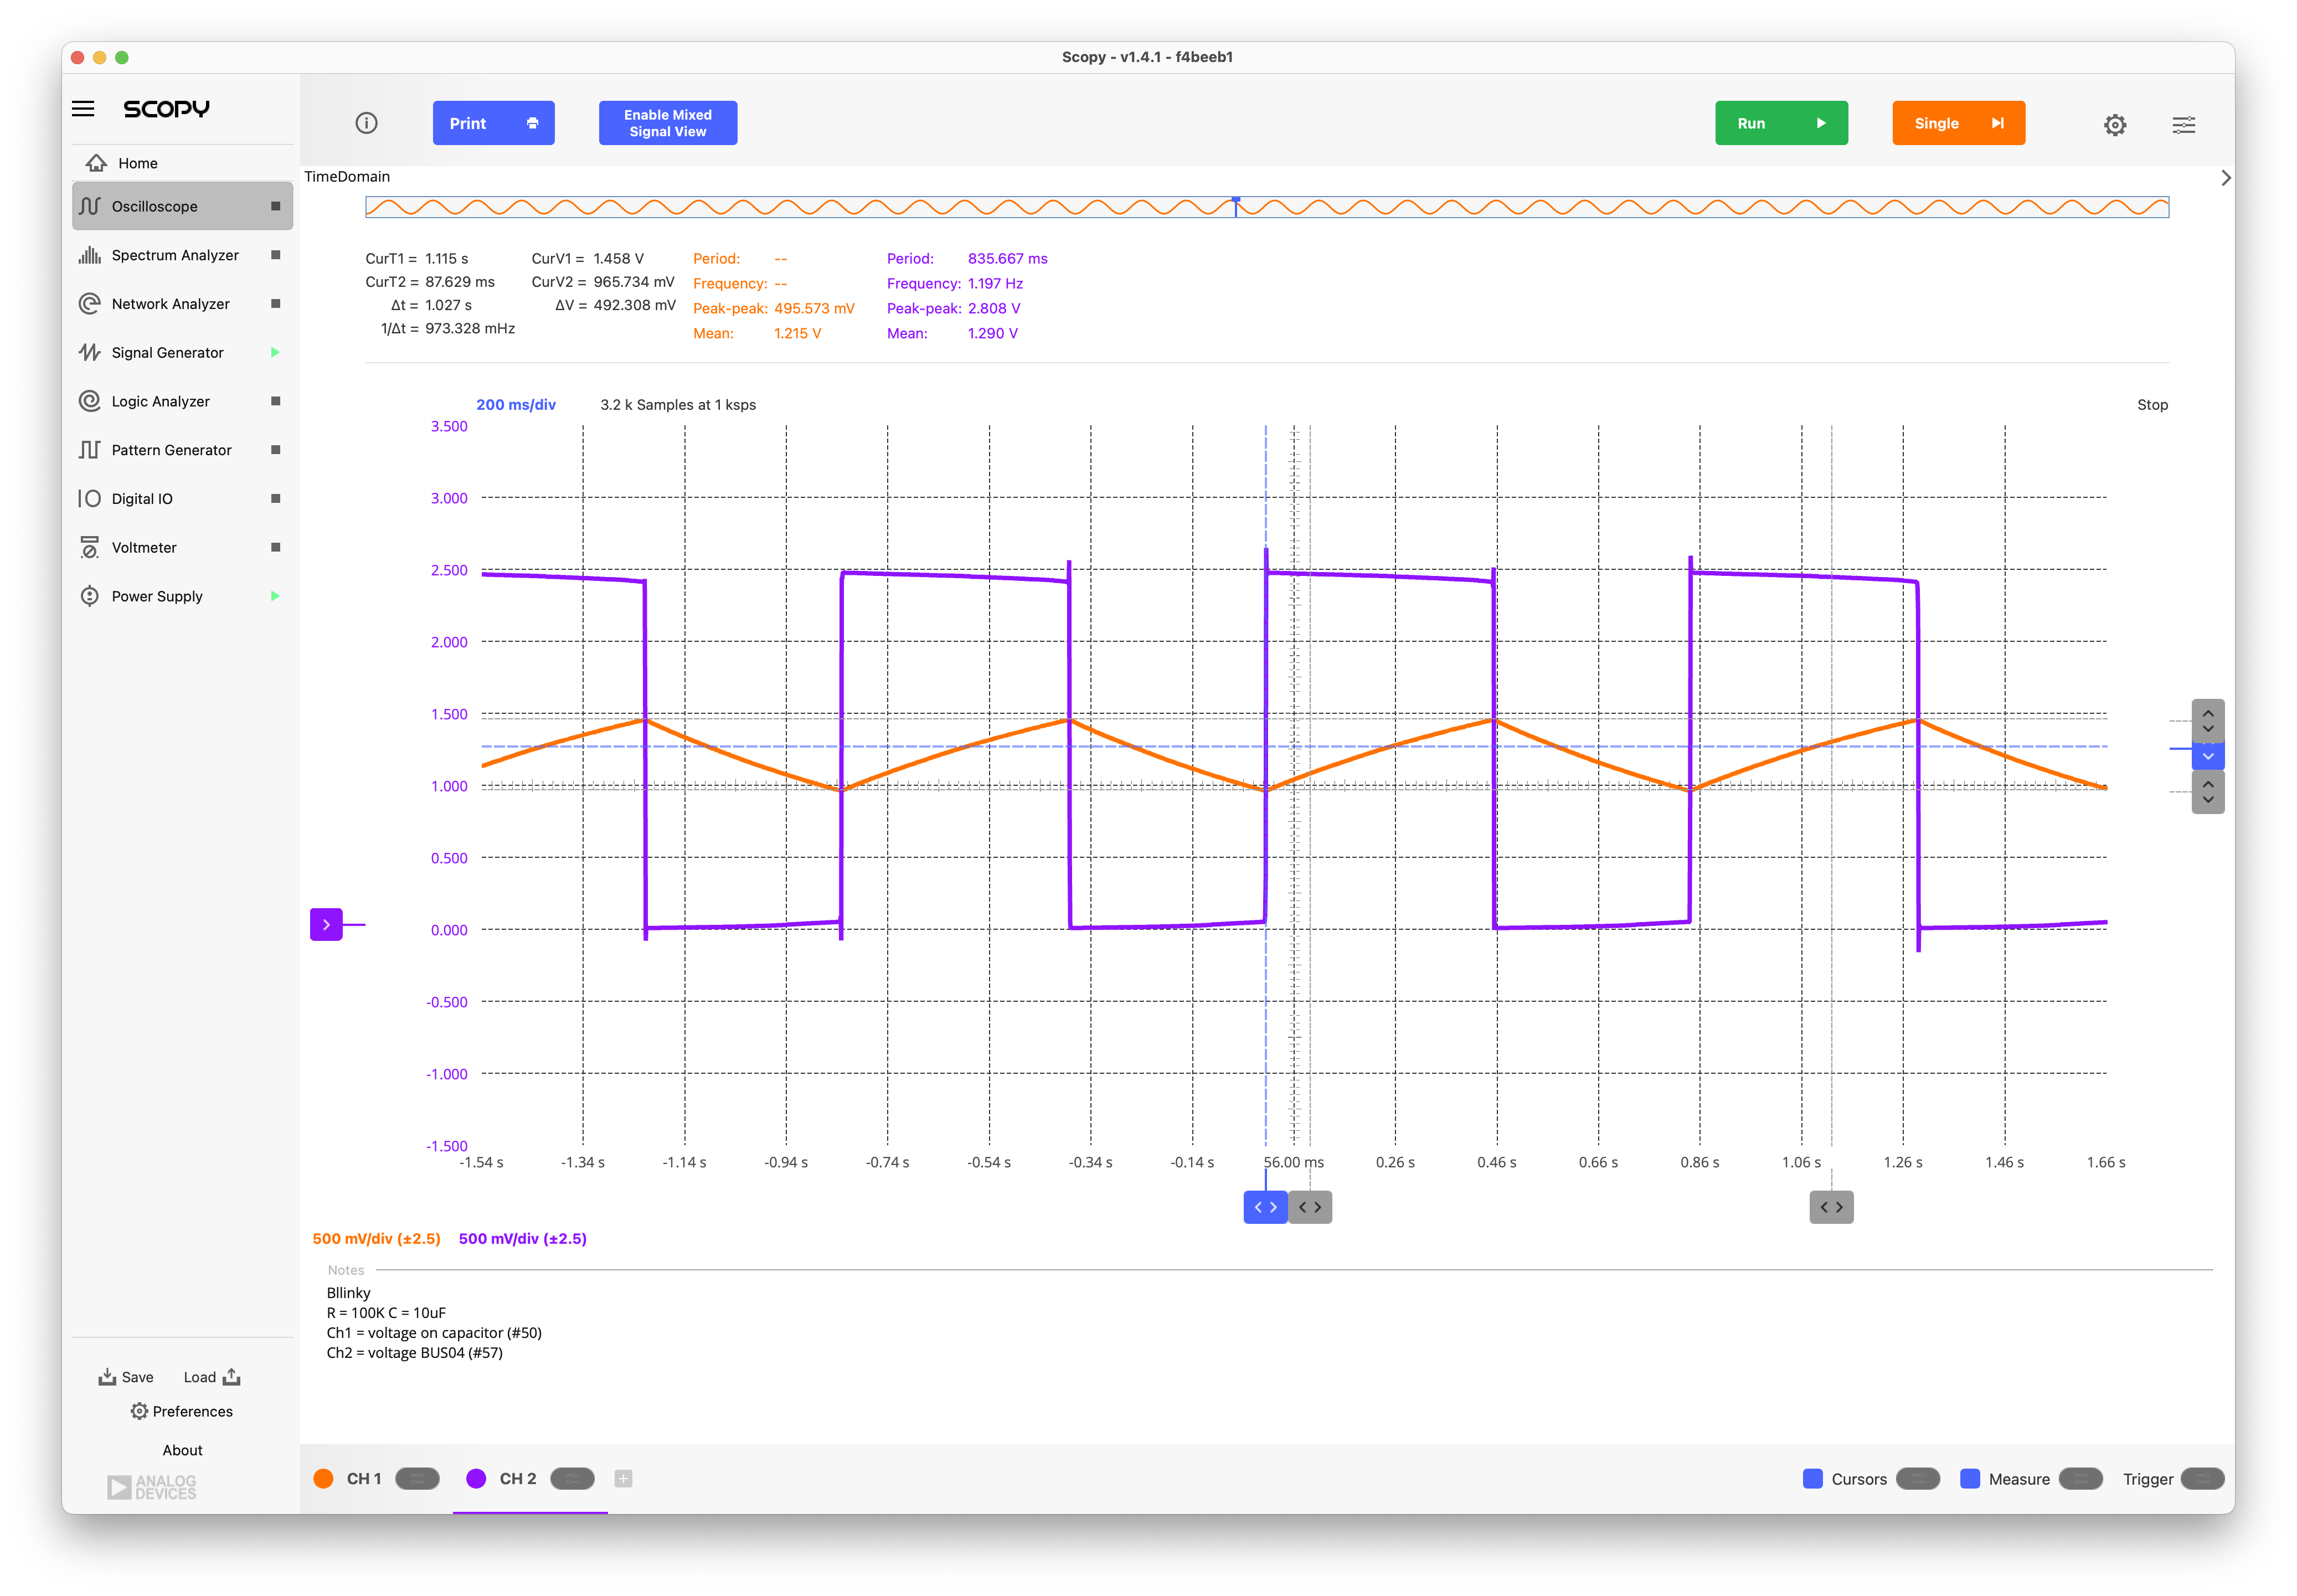 Scopy - v1.4.1 - f4beeb1
SCOPY
Print
Enable Mixed
Signal View
Run
Single
Home
Oscilloscope
Spectrum Analyzer
Network Analyzer
Signal Generator
Logic Analyzer
Pattern Generator
Digital IO
Voltmeter
Power Supply
Save Load
Preferences
About
ANALOG
DEVICES
TimeDomain
CurT1 = 1.115 s
CurT2 = 87.629 ms
Δt = 1.027 s
1/Δt = 973.328 mHz
CurV1 = 1.458 V
CurV2 = 965.734 mV
ΔV = 492.308 mV
Period: --
Frequency: --
Peak-peak: 495.573 mV
Mean: 1.215 V
Period: 835.667 ms
Frequency: 1.197 Hz
Peak-peak: 2.808 V
Mean: 1.290 V
200 ms/div 3.2 k Samples at 1 ksps Stop
3.500
3.000
2.500
2.000
1.500
1.000
0.500
0.000
-0.500
-1.000
-1.500
-1.54 s -1.34 s -1.14 s -0.94 s -0.74 s -0.54 s -0.34 s -0.14 s 56.00 ms 0.26 s 0.46 s 0.66 s 0.86 s 1.06 s 1.26 s 1.46 s 1.66 s
500 mV/div (±2.5) 500 mV/div (±2.5)
Notes
Bllinky
R = 100K C = 10uF
Ch1 = voltage on capacitor (#50)
Ch2 = voltage BUS04 (#57)
CH 1 CH 2 Cursors Measure Trigger